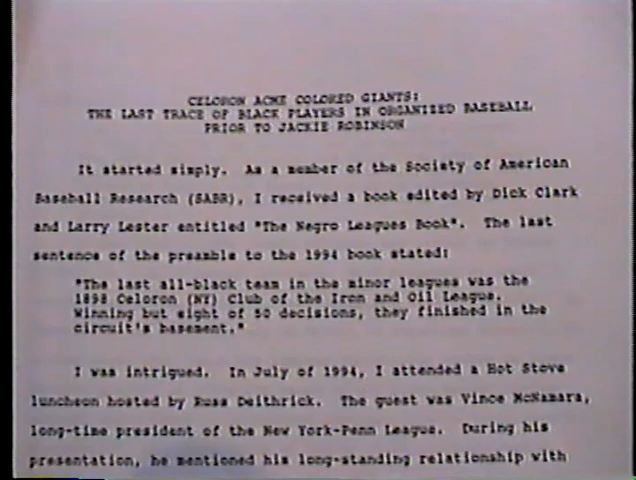 CELORON ACME COLORED GIANTS:
THE LAST TRACE OF BLACK PLAYERS IN ORGANIZED BASEBALL
PRIOR TO JACKIE ROBINSON
It started simply. As a member of the Society of American
Baseball Research (SABR), I received a book edited by Dick Clark
and Larry Lester entitled "The Negro Leagues Book". The last
sentence of the preamble to the 1994 book stated:
"The last all-black team in the minor leagues was the
1898 Celoron (NY) Club of the Iron and Oil League.
Winning but eight of 50 decisions, they finished in the
circuit's basement."
I was intrigued. In July of 1994, I attended a Hot Stove
luncheon hosted by Russ Deithrick. The guest was Vince McNamara,
long-time president of the New York-Penn League. During his
presentation, he mentioned his long-standing relationship with